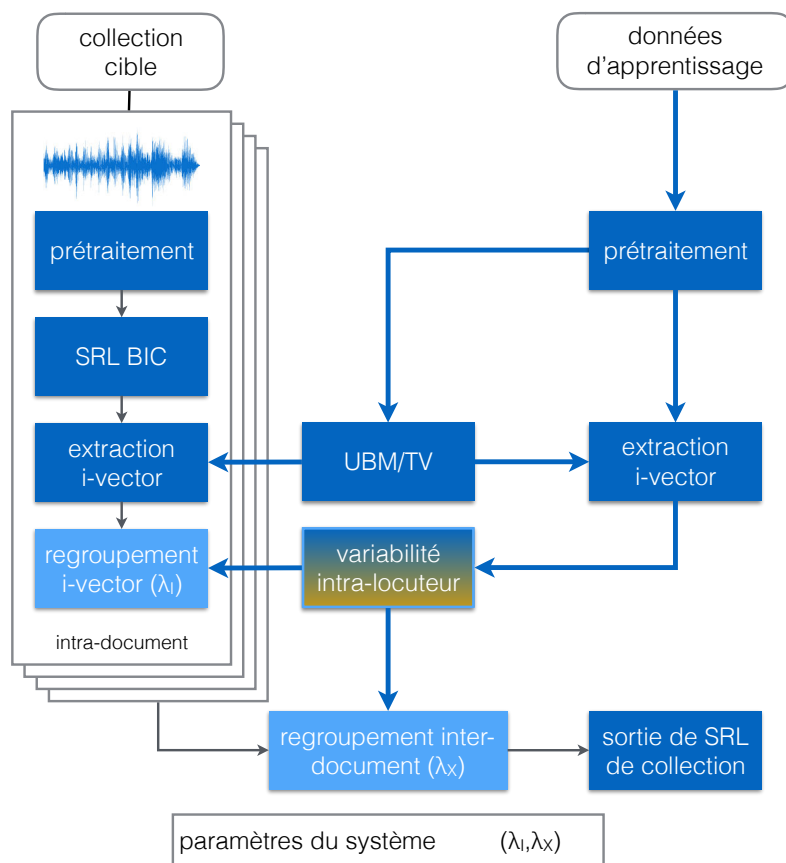 collection
cible
données
d'apprentissage
prétraitement
prétraitement
SRL BIC
extraction
i-vector
UBM/TV
extraction
i-vector
regroupement
i-vector (λI)
variabilité
intra-locuteur
intra-document
regroupement inter-
document (λX)
sortie de SRL
de collection
paramètres du système (λI,λX)